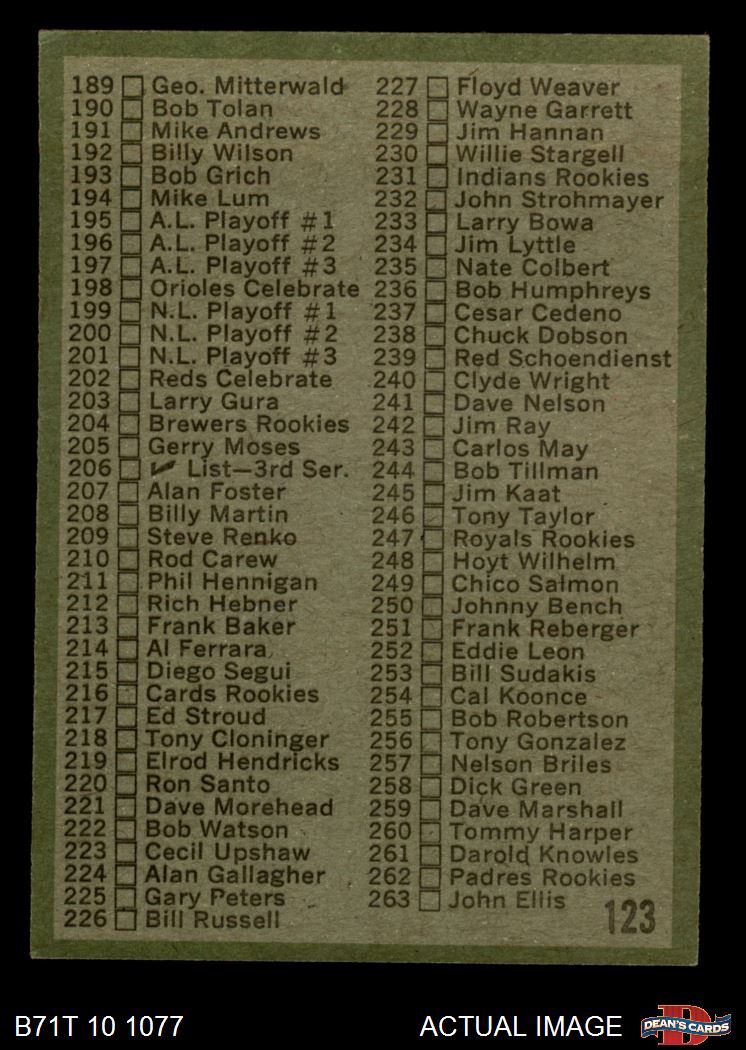 189 Geo. Mitterwald
190 Bob Tolan
191 Mike Andrews
192 Billy Wilson
193 Bob Grich
194 Mike Lum
195 A.L. Playoff #1
196 A.L. Playoff #2
197 A.L. Playoff #3
198 Orioles Celebrate
199 N.L. Playoff #1
200 N.L. Playoff #2
201 N.L. Playoff #3
202 Reds Celebrate
203 Larry Gura
204 Brewers Rookies
205 Gerry Moses
206 ✔ List—3rd Ser.
207 Alan Foster
208 Billy Martin
209 Steve Renko
210 Rod Carew
211 Phil Hennigan
212 Rich Hebner
213 Frank Baker
214 Al Ferrara
215 Diego Segui
216 Cards Rookies
217 Ed Stroud
218 Tony Cloninger
219 Elrod Hendricks
220 Ron Santo
221 Dave Morehead
222 Bob Watson
223 Cecil Upshaw
224 Alan Gallagher
225 Gary Peters
226 Bill Russell
227 Floyd Weaver
228 Wayne Garrett
229 Jim Hannan
230 Willie Stargell
231 Indians Rookies
232 John Strohmayer
233 Larry Bowa
234 Jim Lyttle
235 Nate Colbert
236 Bob Humphreys
237 Cesar Cedeno
238 Chuck Dobson
239 Red Schoendienst
240 Clyde Wright
241 Dave Nelson
242 Jim Ray
243 Carlos May
244 Bob Tillman
245 Jim Kaat
246 Tony Taylor
247 Royals Rookies
248 Hoyt Wilhelm
249 Chico Salmon
250 Johnny Bench
251 Frank Reberger
252 Eddie Leon
253 Bill Sudakis
254 Cal Koonce
255 Bob Robertson
256 Tony Gonzalez
257 Nelson Briles
258 Dick Green
259 Dave Marshall
260 Tommy Harper
261 Darold Knowles
262 Padres Rookies
263 John Ellis
123
B71T 10 1077
ACTUAL IMAGE
DEAN'S CARDS